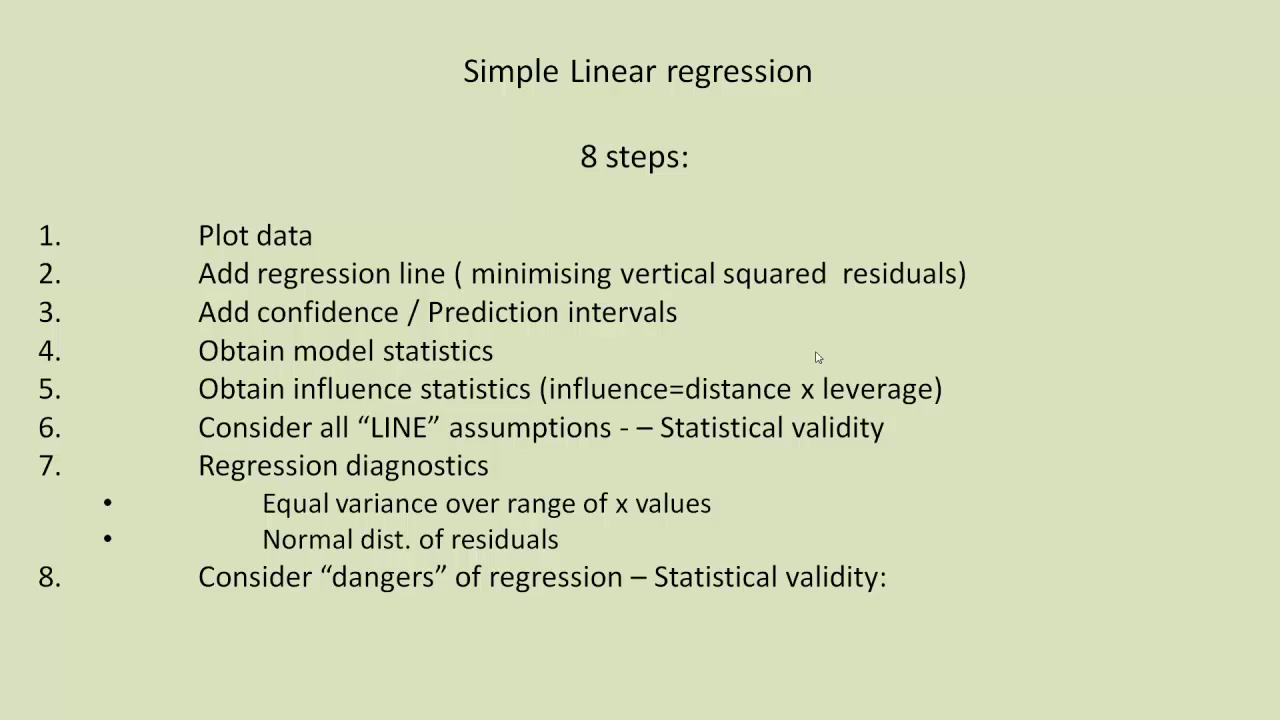 Simple Linear regression
8 steps:
1. Plot data
2. Add regression line ( minimising vertical squared  residuals)
3. Add confidence / Prediction intervals
4. Obtain model statistics
5. Obtain influence statistics (influence=distance x leverage)
6. Consider all “LINE” assumptions - – Statistical validity
7. Regression diagnostics
• Equal variance over range of x values
• Normal dist. of residuals
8. Consider “dangers” of regression – Statistical validity: